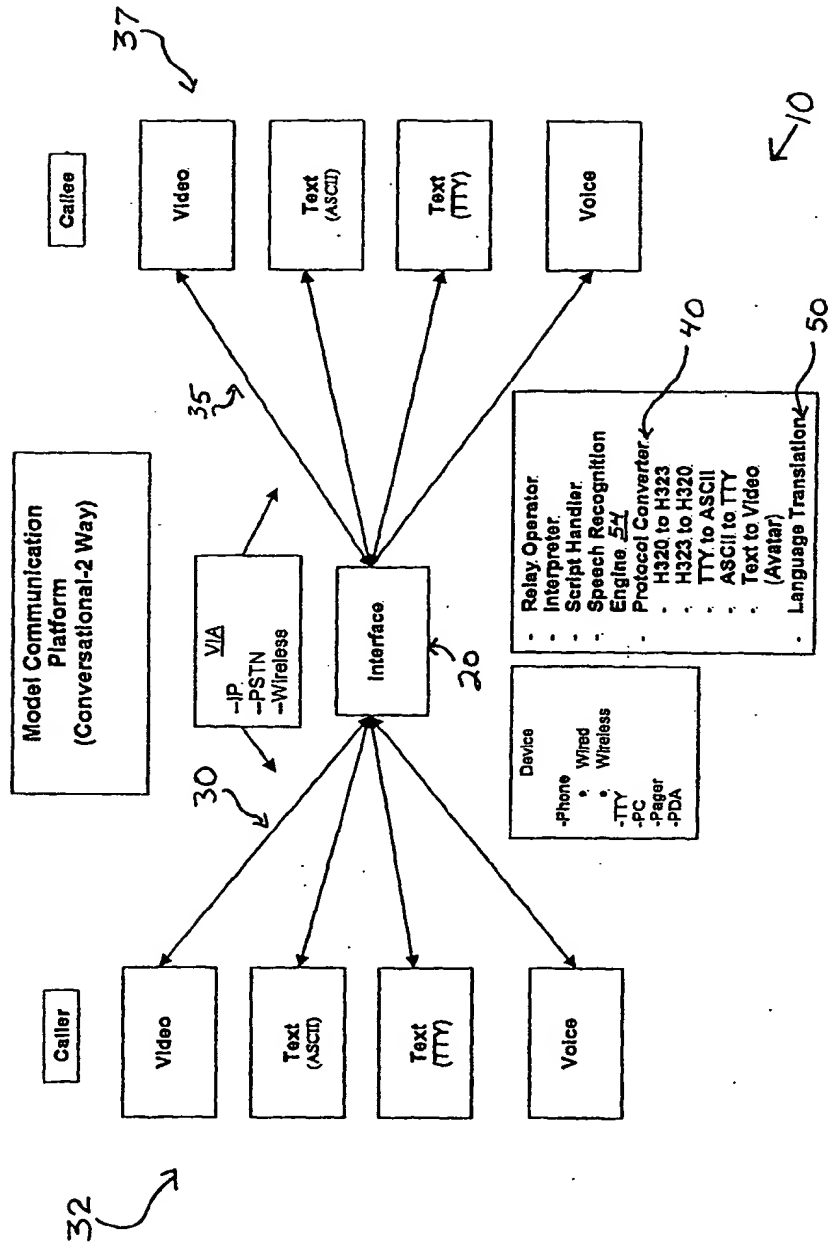 Model Communication
Platform
(Conversational-2 Way)
32
Caller
Video
Text
(ASCII)
Text
(TTY)
Voice
30
VIA
--IP
--PSTN
--Wireless
Interface
20
35
Callee
37
Video
Text
(ASCII)
Text
(TTY)
Voice
Device
-Phone
• Wired
• Wireless
-TTY
-PC
-Pager
-PDA
- Relay Operator
- Interpreter
- Script Handler
- Speech Recognition
Engine 54
- Protocol Converter
• H320 to H323
• H323 to H320
• TTY to ASCII
• ASCII to TTY
• Text to Video
(Avatar)
- Language Translation
40
50
10